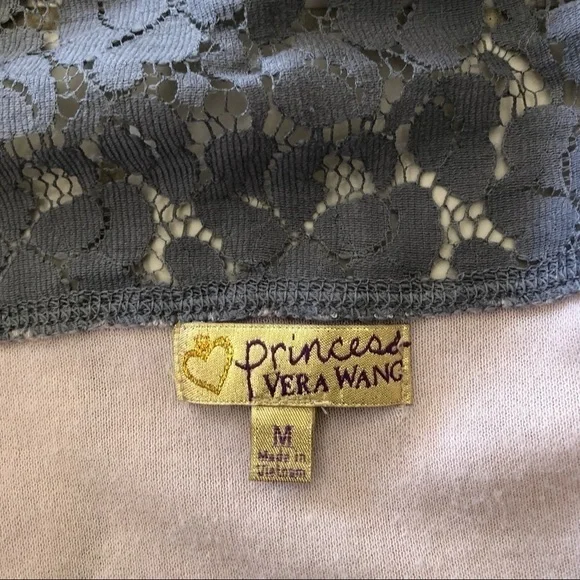 princess
VERA WANG
M
Made in
Vietnam